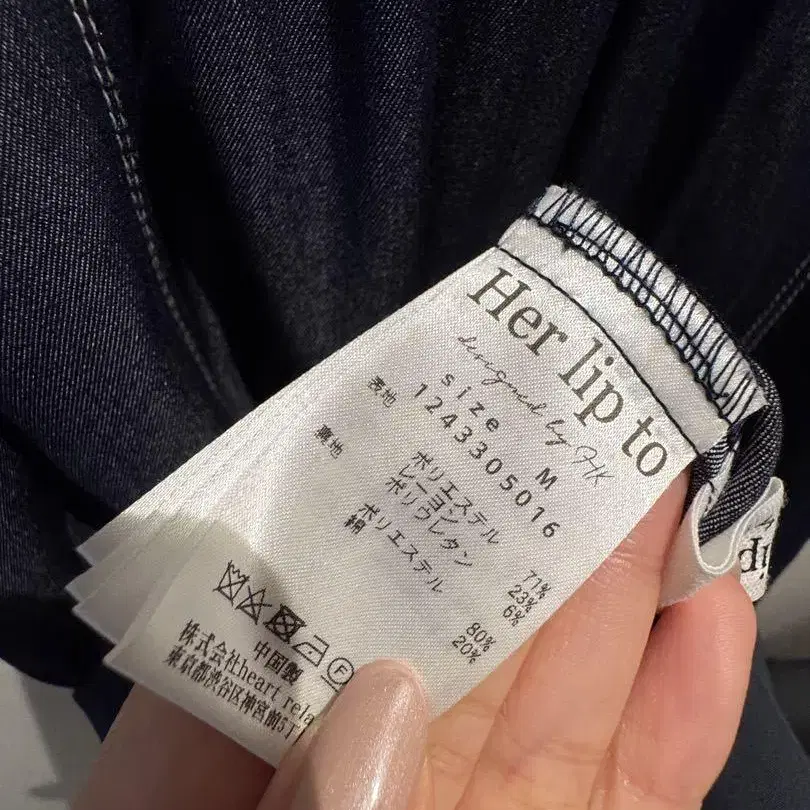 Her lip to
designed by HK
size M
1243305016
表地
ポリエステル 71%
レーヨン 23%
ポリウレタン 6%
裏地
ポリエステル 80%
綿 20%
中国製
株式会社heart rela
東京都渋谷区神宮前5丁